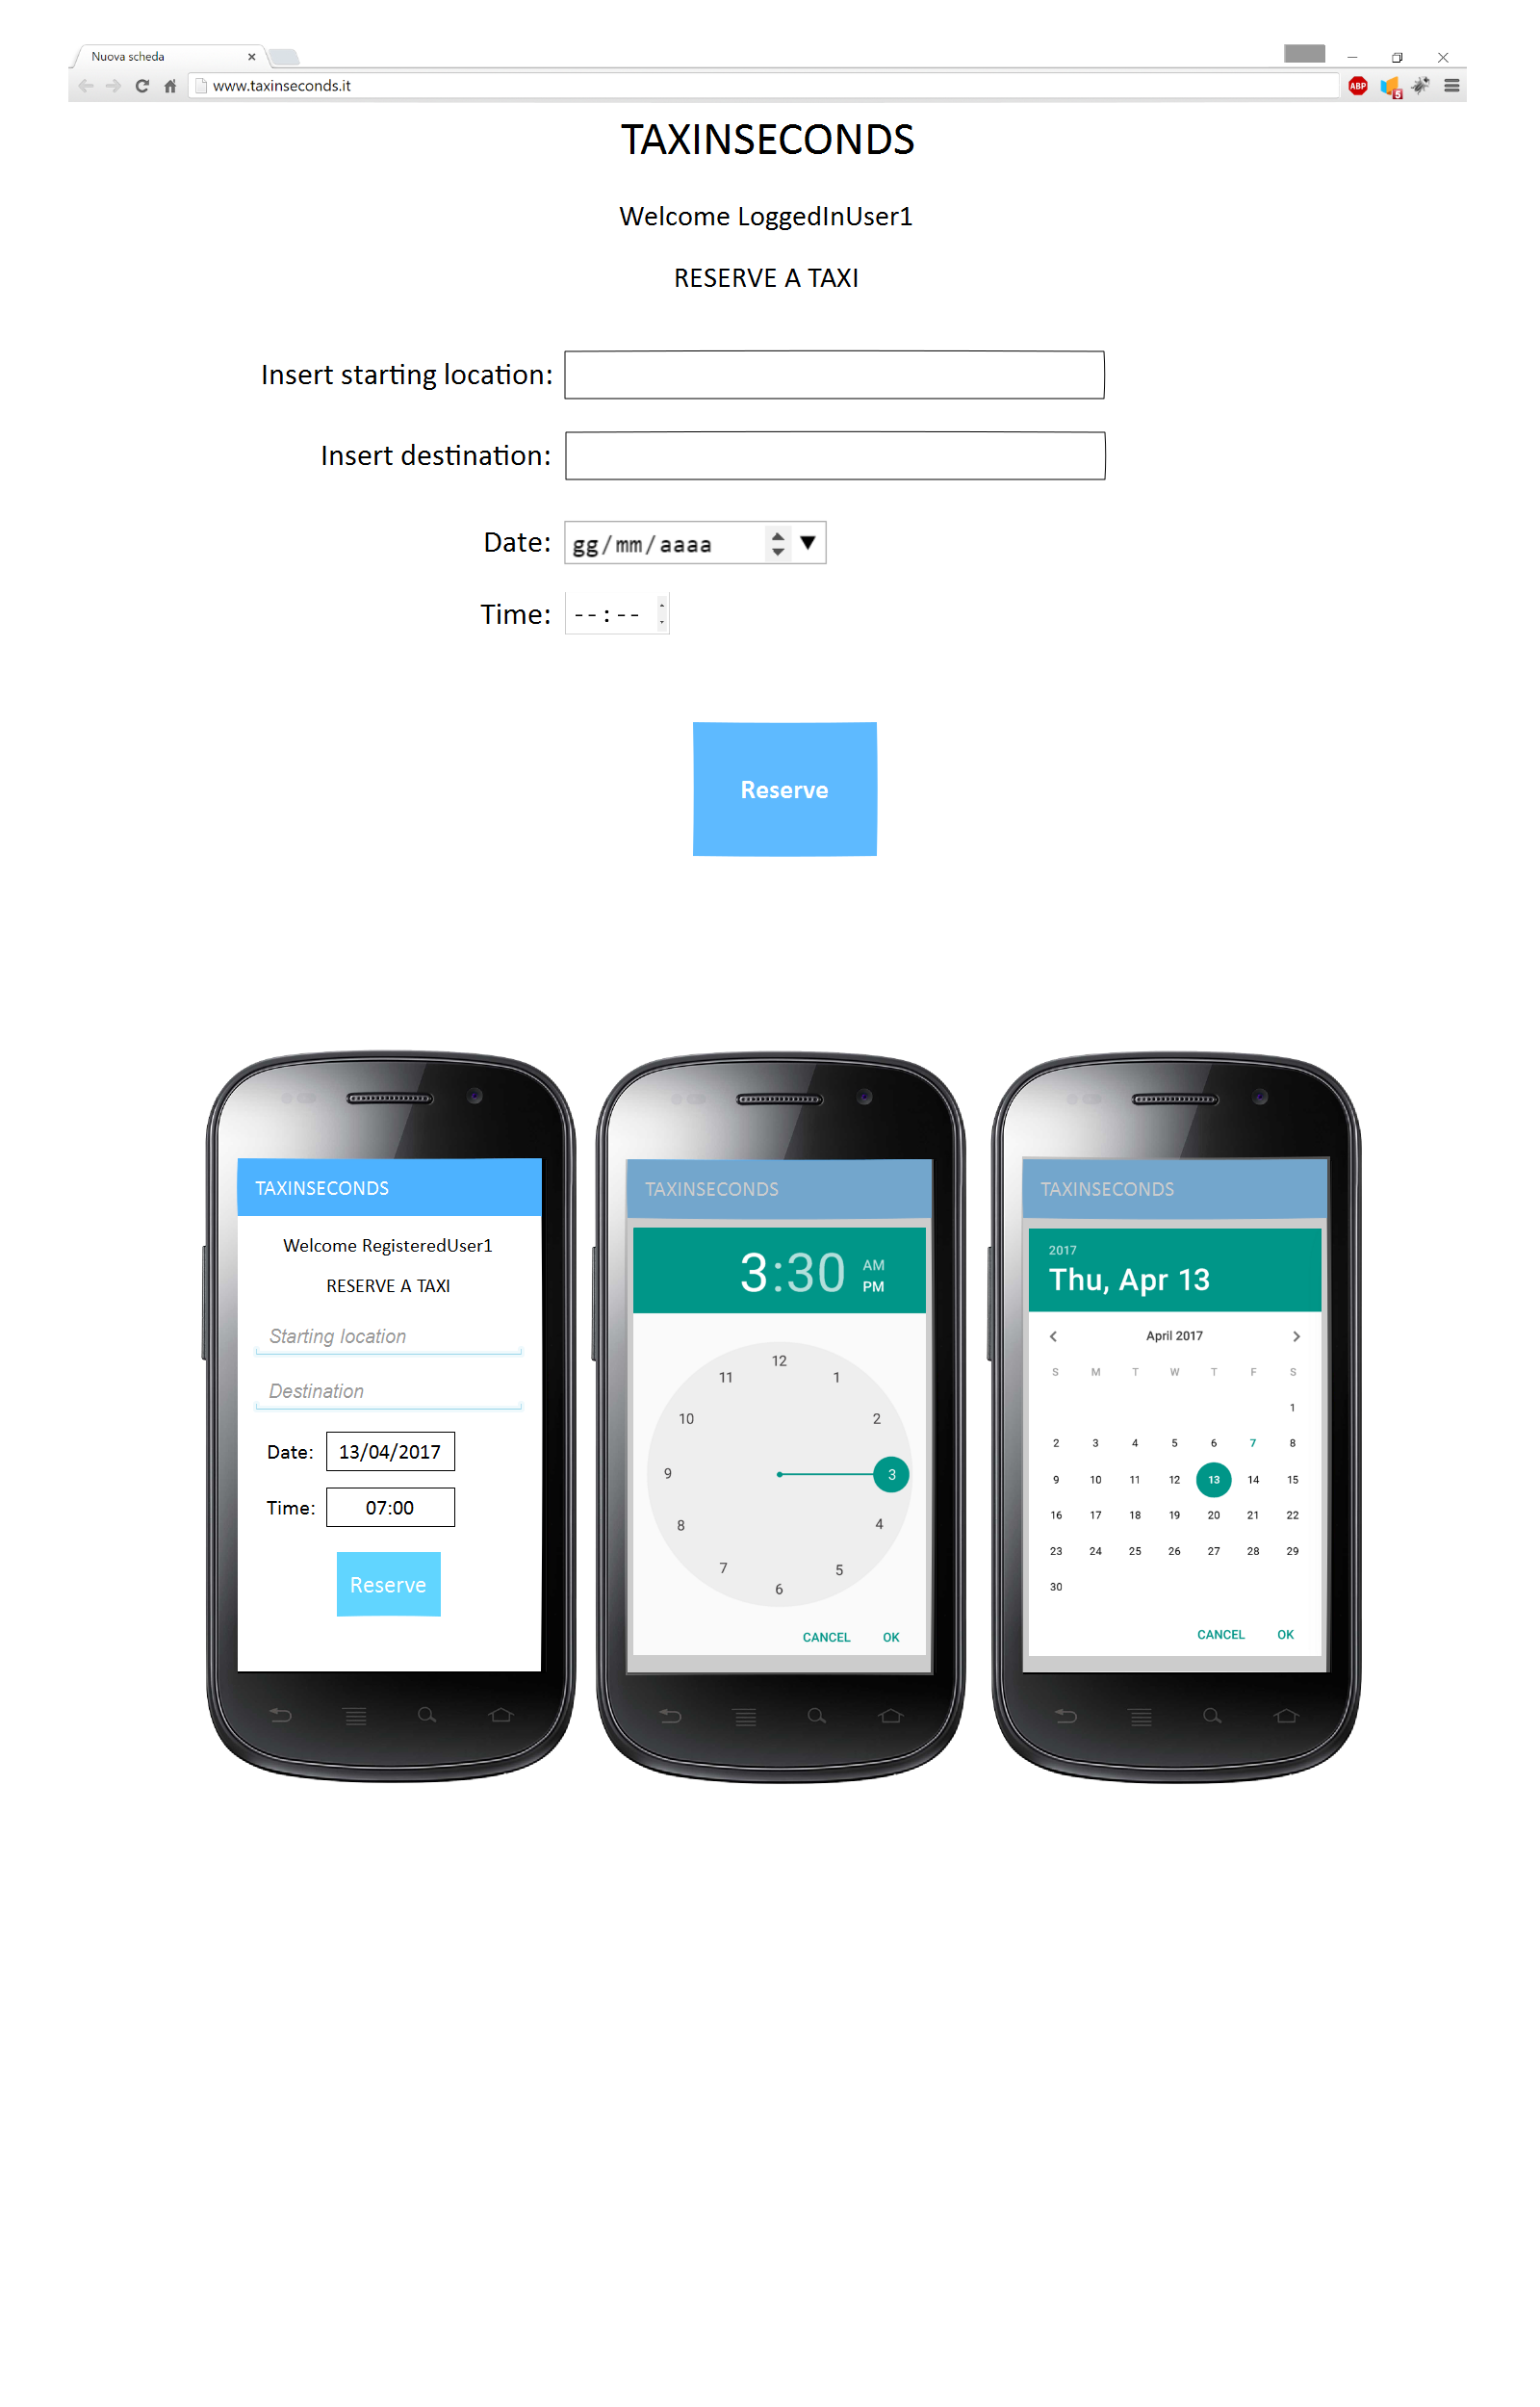 Nuova scheda
www.taxinseconds.it
ABP
5
TAXINSECONDS
Welcome LoggedInUser1
RESERVE A TAXI
Insert starting location:
Insert destination:
Date: gg/mm/aaaa
Time: --:--
Reserve
TAXINSECONDS
Welcome RegisteredUser1
RESERVE A TAXI
Starting location
Destination
Date: 13/04/2017
Time: 07:00
Reserve
TAXINSECONDS
3:30 AM
PM
12
11 1
10 2
9 3
8 4
7 5
6
CANCEL OK
TAXINSECONDS
2017
Thu, Apr 13
April 2017
S M T W T F S
1
2 3 4 5 6 7 8
9 10 11 12 13 14 15
16 17 18 19 20 21 22
23 24 25 26 27 28 29
30
CANCEL OK